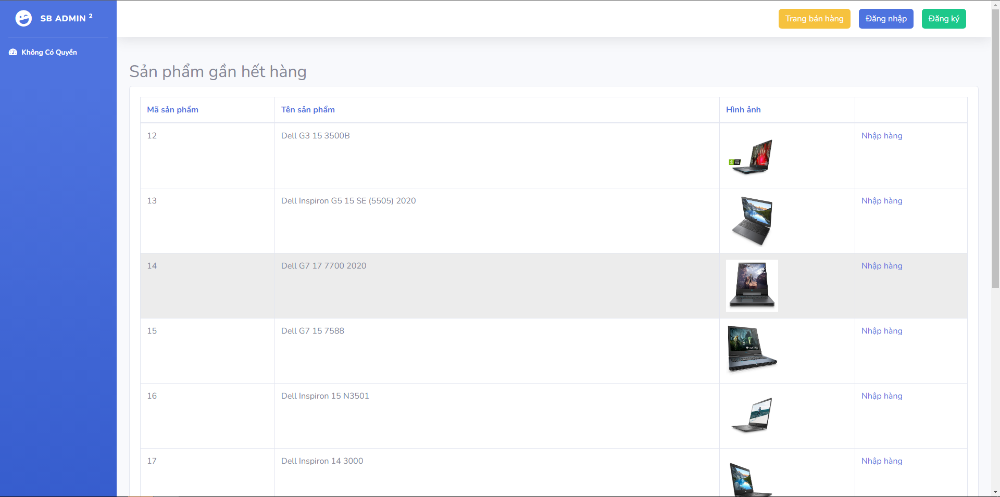 SB ADMIN 2
Trang bán hàng
Đăng nhập
Đăng ký
Không Có Quyền
Sản phẩm gần hết hàng
Mã sản phẩm Tên sản phẩm Hình ảnh
12 Dell G3 15 3500B Nhập hàng
13 Dell Inspiron G5 15 SE (5505) 2020 Nhập hàng
14 Dell G7 17 7700 2020 Nhập hàng
15 Dell G7 15 7588 Nhập hàng
16 Dell Inspiron 15 N3501 Nhập hàng
17 Dell Inspiron 14 3000 Nhập hàng